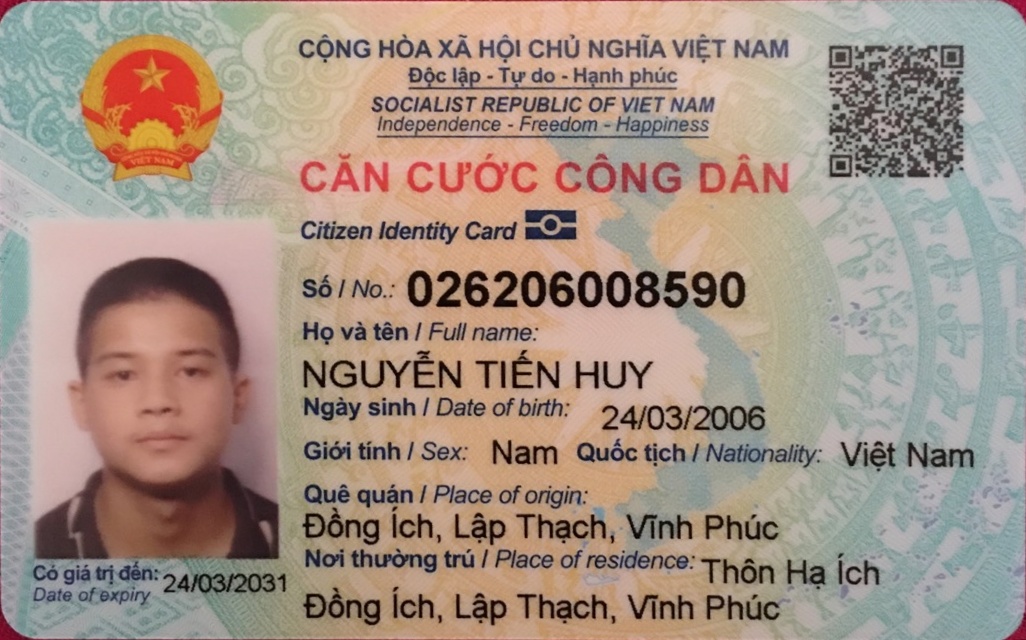 CỘNG HÒA XÃ HỘI CHỦ NGHĨA VIỆT NAM
Độc lập - Tự do - Hạnh phúc
SOCIALIST REPUBLIC OF VIET NAM
Independence - Freedom - Happiness
CĂN CƯỚC CÔNG DÂN
Citizen Identity Card
VIỆT NAM
Số / No.: 026206008590
Họ và tên / Full name:
NGUYỄN TIẾN HUY
Ngày sinh / Date of birth: 24/03/2006
Giới tính / Sex: Nam Quốc tịch / Nationality: Việt Nam
Quê quán / Place of origin:
Đồng Ích, Lập Thạch, Vĩnh Phúc
Nơi thường trú / Place of residence: Thôn Hạ Ích
Đồng Ích, Lập Thạch, Vĩnh Phúc
Có giá trị đến: 24/03/2031
Date of expiry